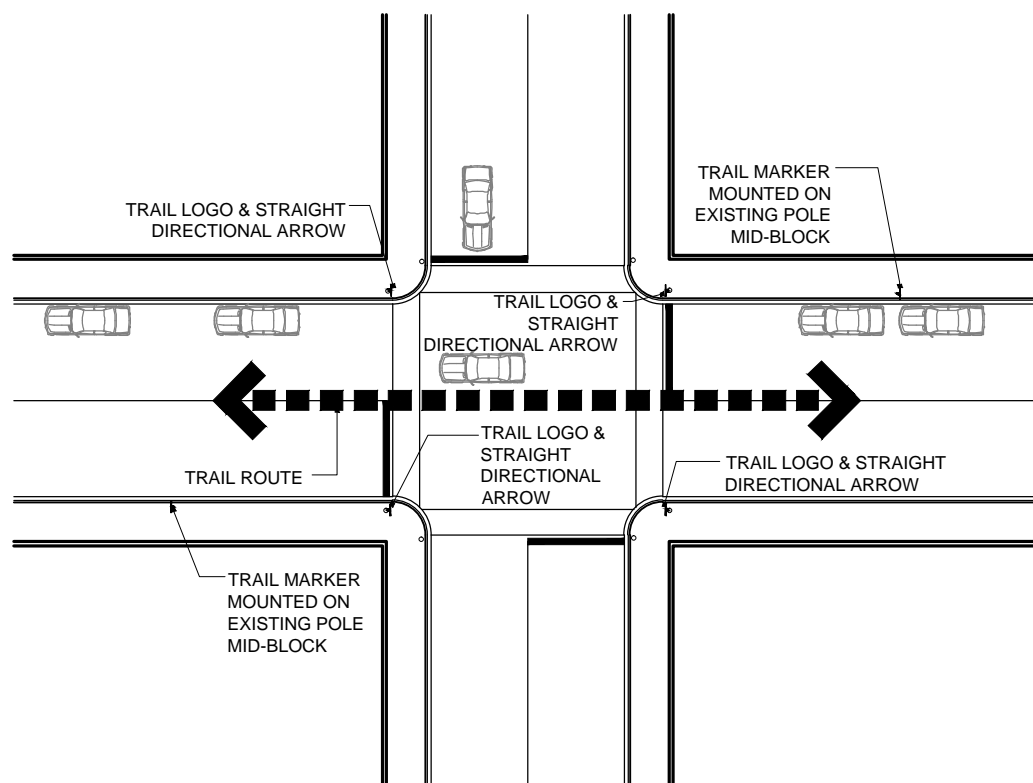 TRAIL MARKER
MOUNTED ON
EXISTING POLE
MID-BLOCK
TRAIL LOGO & STRAIGHT
DIRECTIONAL ARROW
TRAIL LOGO &
STRAIGHT
DIRECTIONAL ARROW
TRAIL LOGO &
STRAIGHT
DIRECTIONAL
ARROW
TRAIL LOGO & STRAIGHT
DIRECTIONAL ARROW
TRAIL ROUTE
TRAIL MARKER
MOUNTED ON
EXISTING POLE
MID-BLOCK